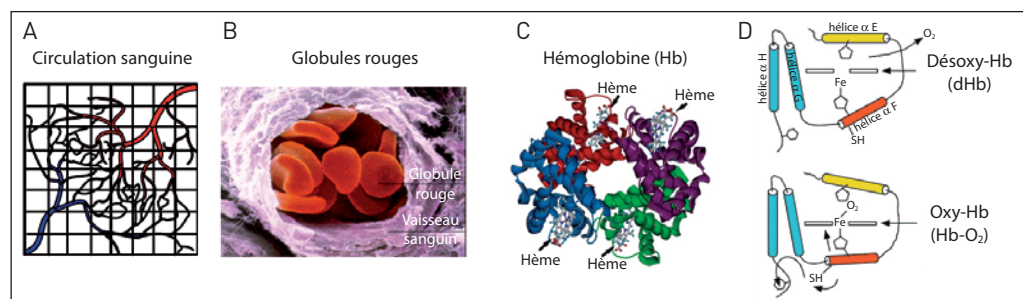 A
Circulation sanguine
B
Globules rouges
Globule
rouge
Vaisseau
sanguin
C
Hémoglobine (Hb)
Hème
Hème
Hème
Hème
D
hélice α E
O₂
hélice α H
hélice α G
Fe
hélice α F
SH
Désoxy-Hb
(dHb)
O₂
Fe
SH
Oxy-Hb
(Hb-O₂)